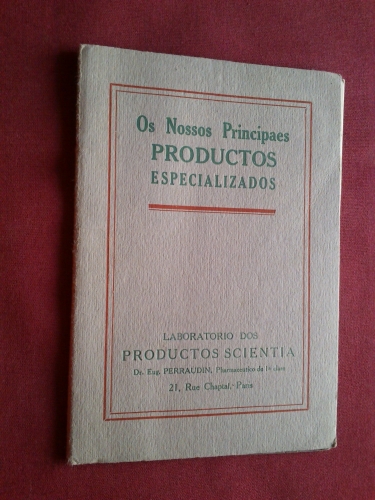 Os Nossos Principaes
PRODUCTOS
ESPECIALIZADOS
LABORATORIO DOS
PRODUCTOS SCIENTIA
Dr. Eug. PERRAUDIN, Pharmaceutico da 1ª classe
21, Rue Chaptal.-Paris